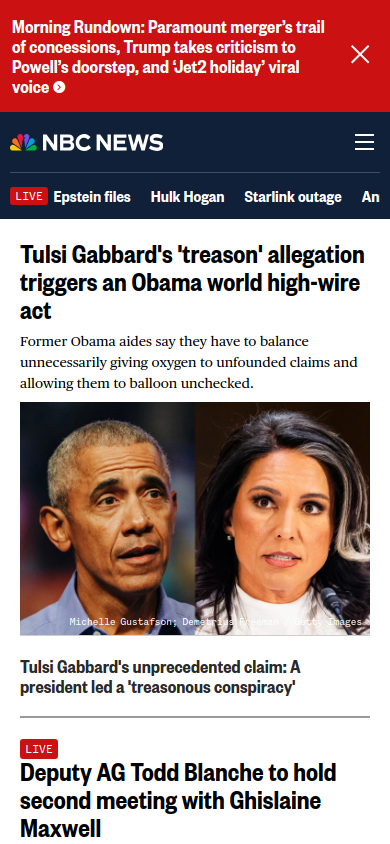 Morning Rundown: Paramount merger’s trail
of concessions, Trump takes criticism to
Powell’s doorstep, and ‘Jet2 holiday’ viral
voice
NBC NEWS
LIVE Epstein files Hulk Hogan Starlink outage An
Tulsi Gabbard's 'treason' allegation
triggers an Obama world high-wire
act
Former Obama aides say they have to balance
unnecessarily giving oxygen to unfounded claims and
allowing them to balloon unchecked.
Michelle Gustafson; Demetrius Freeman / Getty Images
Tulsi Gabbard's unprecedented claim: A
president led a 'treasonous conspiracy'
LIVE
Deputy AG Todd Blanche to hold
second meeting with Ghislaine
Maxwell